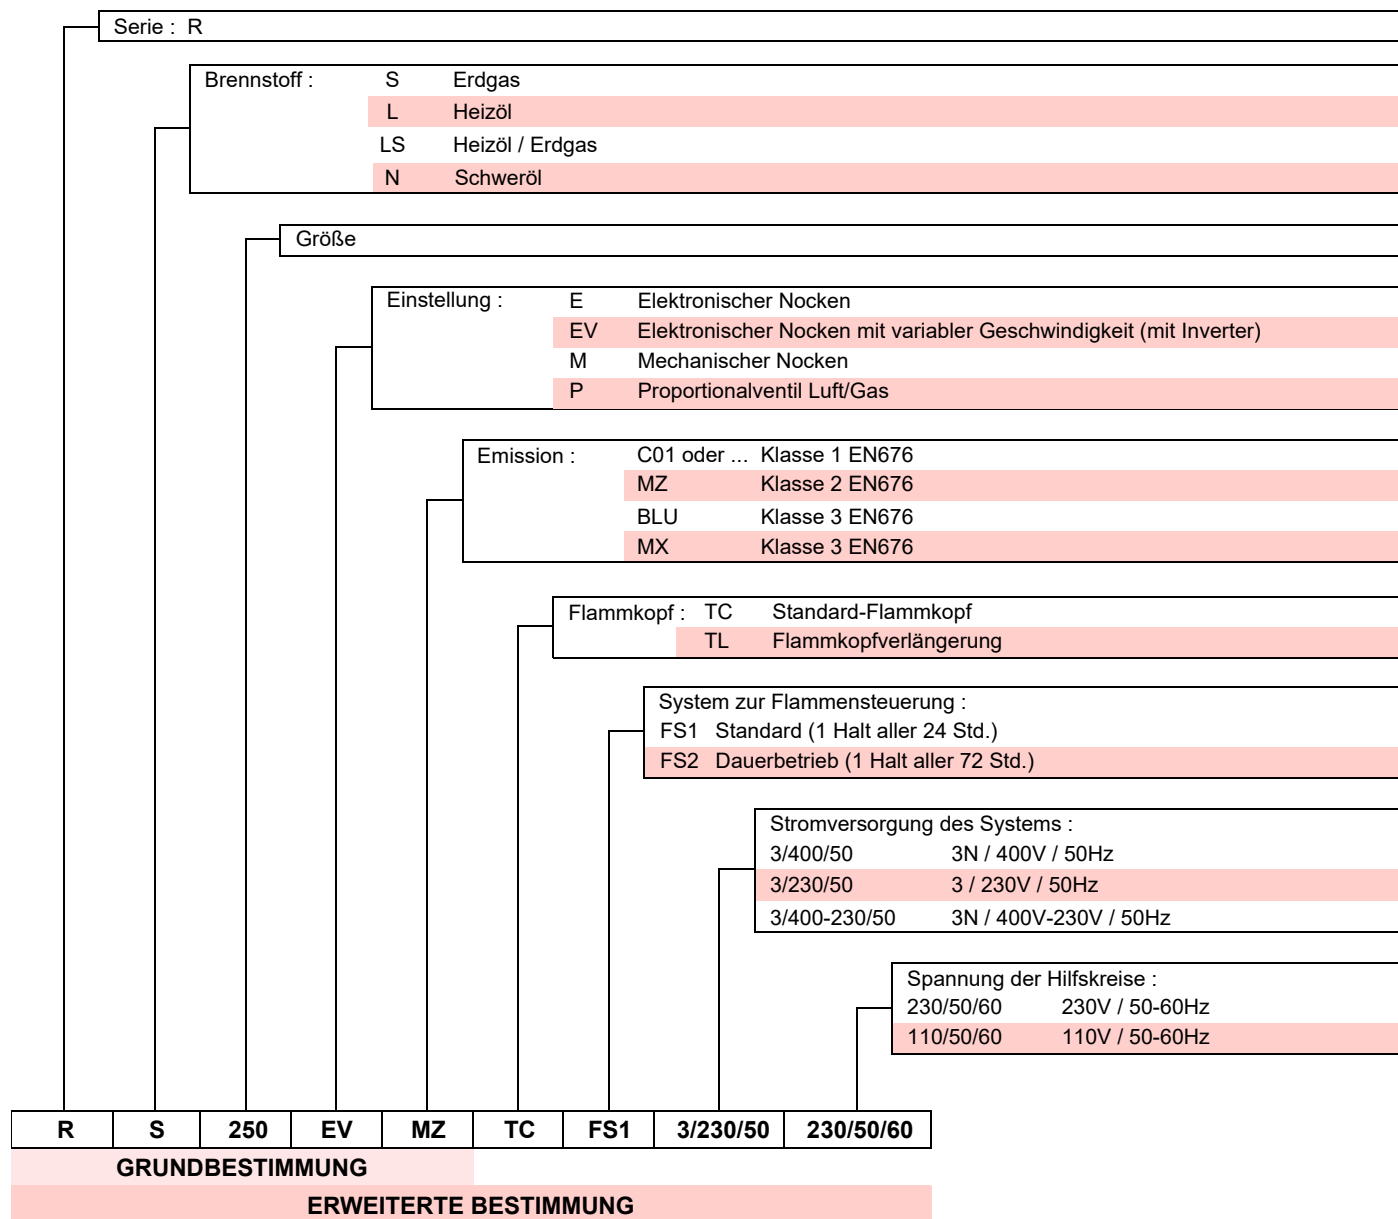 Serie : R
Brennstoff : S Erdgas
L Heizöl
LS Heizöl / Erdgas
N Schweröl
Größe
Einstellung : E Elektronischer Nocken
EV Elektronischer Nocken mit variabler Geschwindigkeit (mit Inverter)
M Mechanischer Nocken
P Proportionalventil Luft/Gas
Emission : C01 oder ... Klasse 1 EN676
MZ Klasse 2 EN676
BLU Klasse 3 EN676
MX Klasse 3 EN676
Flammkopf : TC Standard-Flammkopf
TL Flammkopfverlängerung
System zur Flammensteuerung :
FS1 Standard (1 Halt aller 24 Std.)
FS2 Dauerbetrieb (1 Halt aller 72 Std.)
Stromversorgung des Systems :
3/400/50 3N / 400V / 50Hz
3/230/50 3 / 230V / 50Hz
3/400-230/50 3N / 400V-230V / 50Hz
Spannung der Hilfskreise :
230/50/60 230V / 50-60Hz
110/50/60 110V / 50-60Hz
R S 250 EV MZ TC FS1 3/230/50 230/50/60
GRUNDBESTIMMUNG
ERWEITERTE BESTIMMUNG